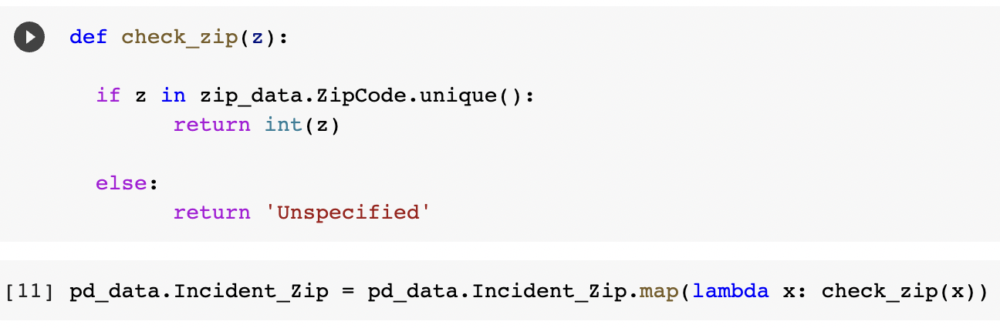 def check_zip(z):
if z in zip_data.ZipCode.unique():
return int(z)
else:
return 'Unspecified'
[11] pd_data.Incident_Zip = pd_data.Incident_Zip.map(lambda x: check_zip(x))